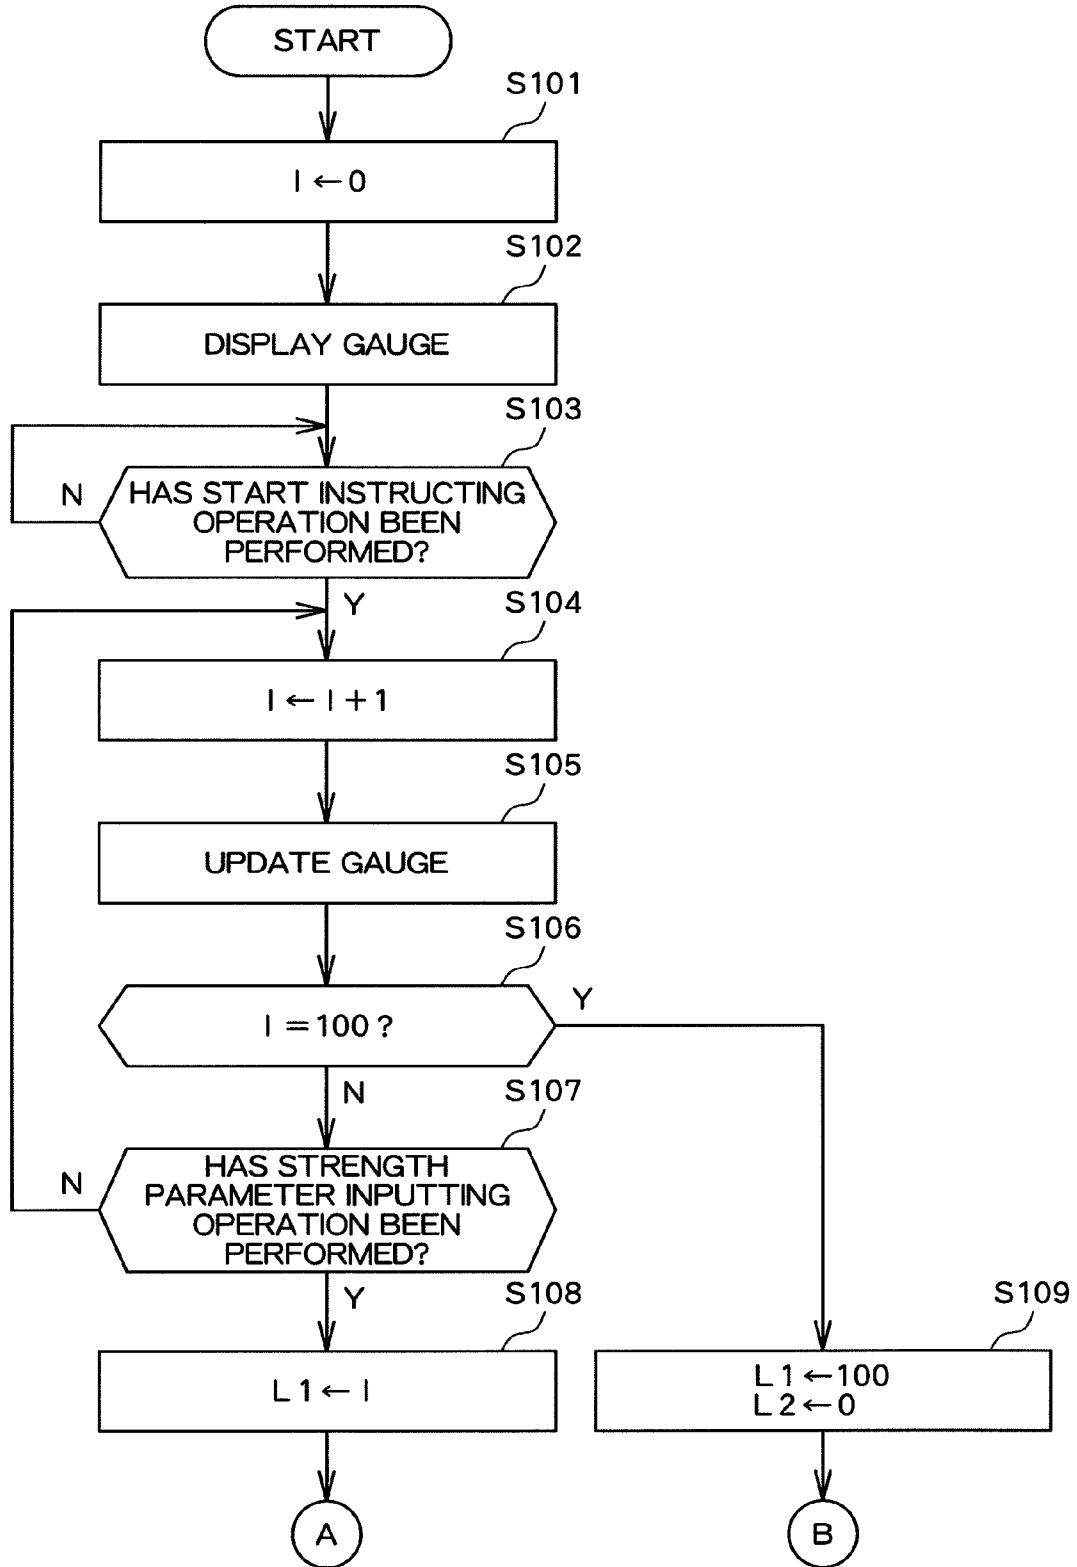 START
S101
I ← 0
S102
DISPLAY GAUGE
S103
N
HAS START INSTRUCTING
OPERATION BEEN
PERFORMED?
Y
S104
I ← I + 1
S105
UPDATE GAUGE
S106
I = 100 ?
Y
N
S107
N
HAS STRENGTH
PARAMETER INPUTTING
OPERATION BEEN
PERFORMED?
Y
S108
S109
L1 ← I
L1 ← 100
L2 ← 0
A
B